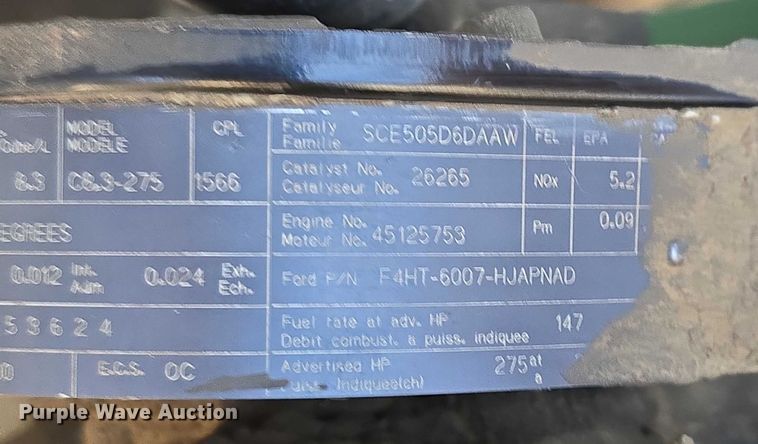 MODEL
MODELE
CPL
8.3
C8.3-275
1566
EGREES
0.012 Int. Adm
0.024 Exh. Ech.
53624
E.C.S. OC
Family
Famille
SCE505D6DAAW
FEL
EPA
Catalyst No.
Catalyseur No.
26265
NOx
5.2
Engine No.
Moteur No.
45125753
Pm
0.09
Ford P/N F4HT-6007-HJAPNAD
Fuel rate at adv. HP
Debit combust. a puiss. indiquee
147
Advertised HP
Indiquee(ch)
275 at
a
Purple Wave Auction